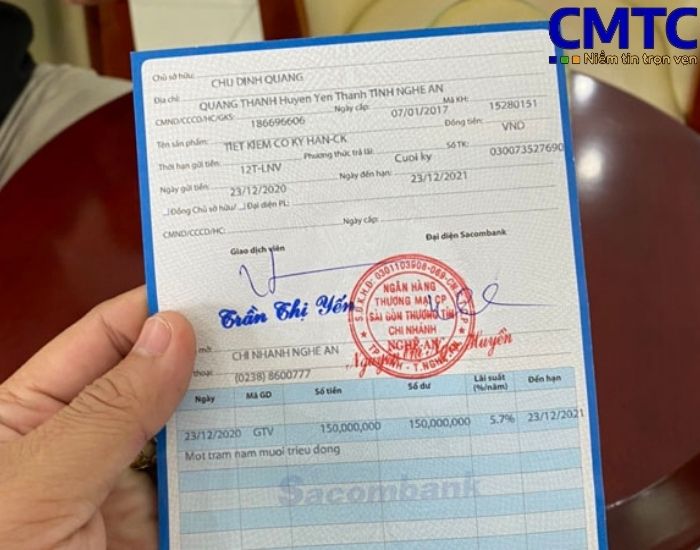 CMTC
Niềm tin trọn vẹn
Chủ sở hữu: CHU DINH QUANG
Địa chỉ: QUANG THANH Huyen Yen Thanh TINH NGHE AN
CMND/CCCD/HC/GKS: 186696606 Ngày cấp: 07/01/2017 Mã KH: 15280151
Tên sản phẩm: TIET KIEM CO KY HAN-CK Đồng tiền: VND
Thời hạn gửi tiền: 12T-LNV Phương thức trả lãi: Cuoi ky Số TK: 030073527690
Ngày gửi tiền: 23/12/2020 Ngày đến hạn: 23/12/2021
Đồng Chủ sở hữu/ Đại diện PL:
CMND/CCCD/HC: Ngày cấp:
Giao dịch viên Đại diện Sacombank
Trần Thị Yến
NGÂN HÀNG
THƯƠNG MẠI CP
SÀI GÒN THƯƠNG TÍN
CHI NHÁNH
NGHỆ AN
Huyền
mở: CHI NHANH NGHE AN
thoại: (0238) 8600777
Ngày Mã GD Số tiền Số dư Lãi suất (%/năm) Đến hạn
23/12/2020 GTV 150,000,000 150,000,000 5.7% 23/12/2021
Mot tram nam muoi trieu dong
Sacombank